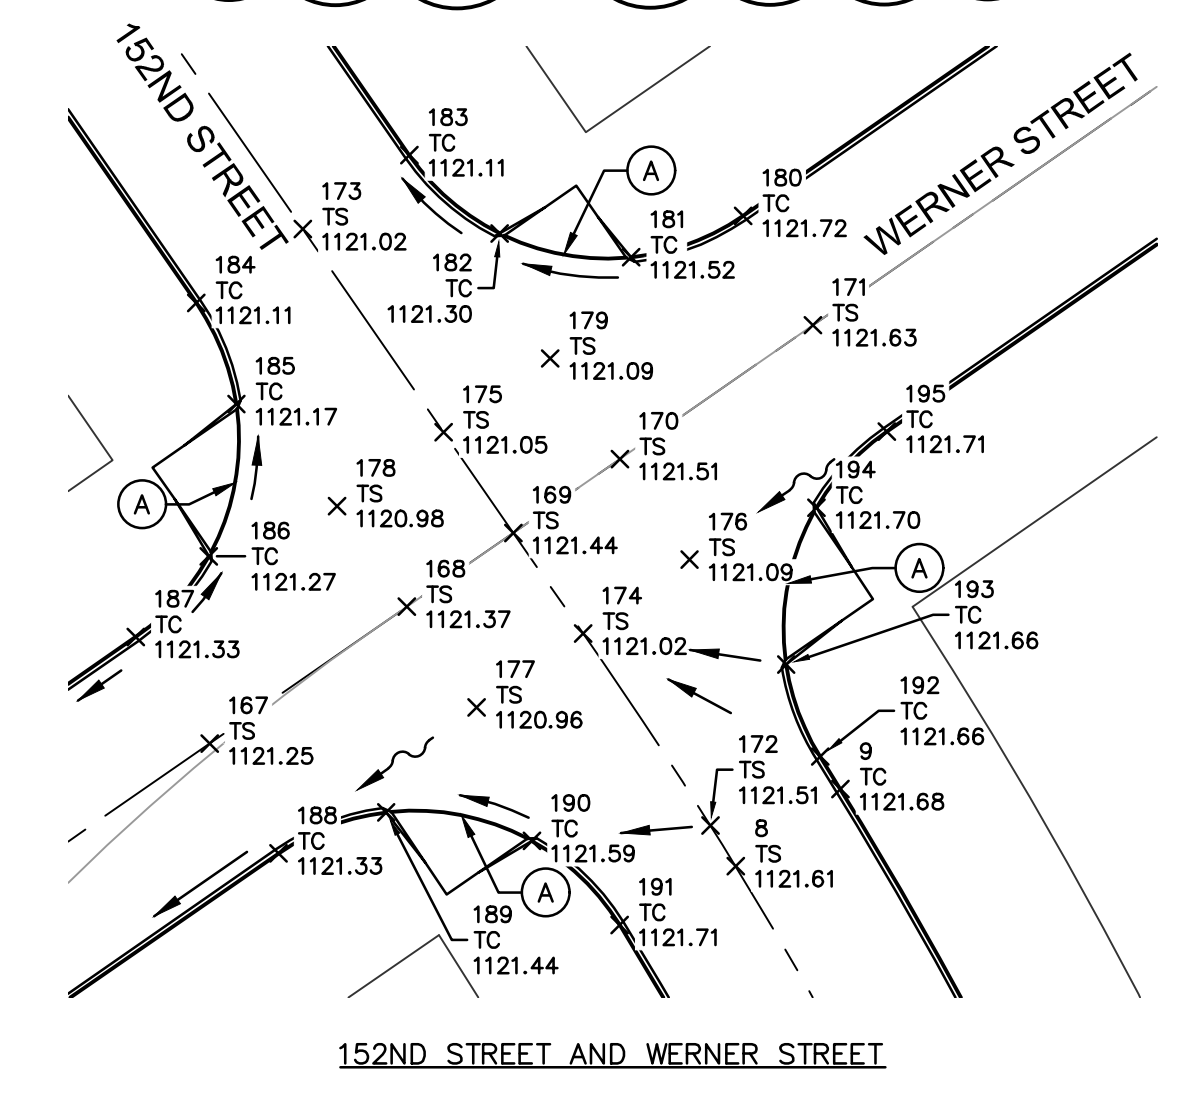 152ND STREET
WERNER STREET
183
TC
1121.11
A
180
TC
1121.72
173
TS
1121.02
181
TC
1121.52
182
TC
1121.30
184
TC
1121.11
171
TS
1121.63
179
TS
1121.09
185
TC
1121.17
175
TS
1121.05
170
TS
1121.51
195
TC
1121.71
178
TS
1120.98
A
169
TS
1121.44
194
TC
1121.70
176
TS
1121.09
186
TC
1121.27
A
168
TS
1121.37
174
TS
1121.02
193
TC
1121.66
187
TC
1121.33
177
TS
1120.96
192
TC
1121.66
167
TS
1121.25
172
TS
1121.51
9
TC
1121.68
188
TC
1121.33
190
TC
1121.59
8
TS
1121.61
A
191
TC
1121.71
189
TC
1121.44
152ND STREET AND WERNER STREET